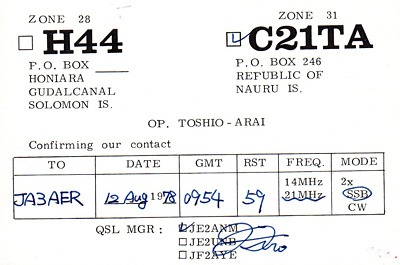 ZONE 28 ZONE 31
H44 C21TA
P.O. BOX P.O. BOX 246
HONIARA REPUBLIC OF
GUDALCANAL NAURU IS.
SOLOMON IS.
OP. TOSHIO-ARAI
Confirming our contact
TO DATE GMT RST FREQ. MODE
14MHz 2x
JA3AER 12 Aug 1978 0954 59 21MHz SSB
CW
QSL MGR: JE2ANM
JE2UNB
JF2AYE